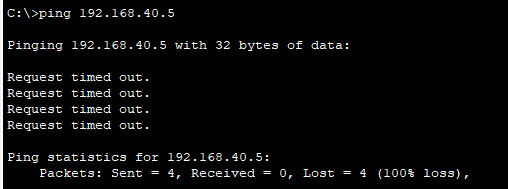 C:\>ping 192.168.40.5
Pinging 192.168.40.5 with 32 bytes of data:
Request timed out.
Request timed out.
Request timed out.
Request timed out.
Ping statistics for 192.168.40.5:
    Packets: Sent = 4, Received = 0, Lost = 4 (100% loss),